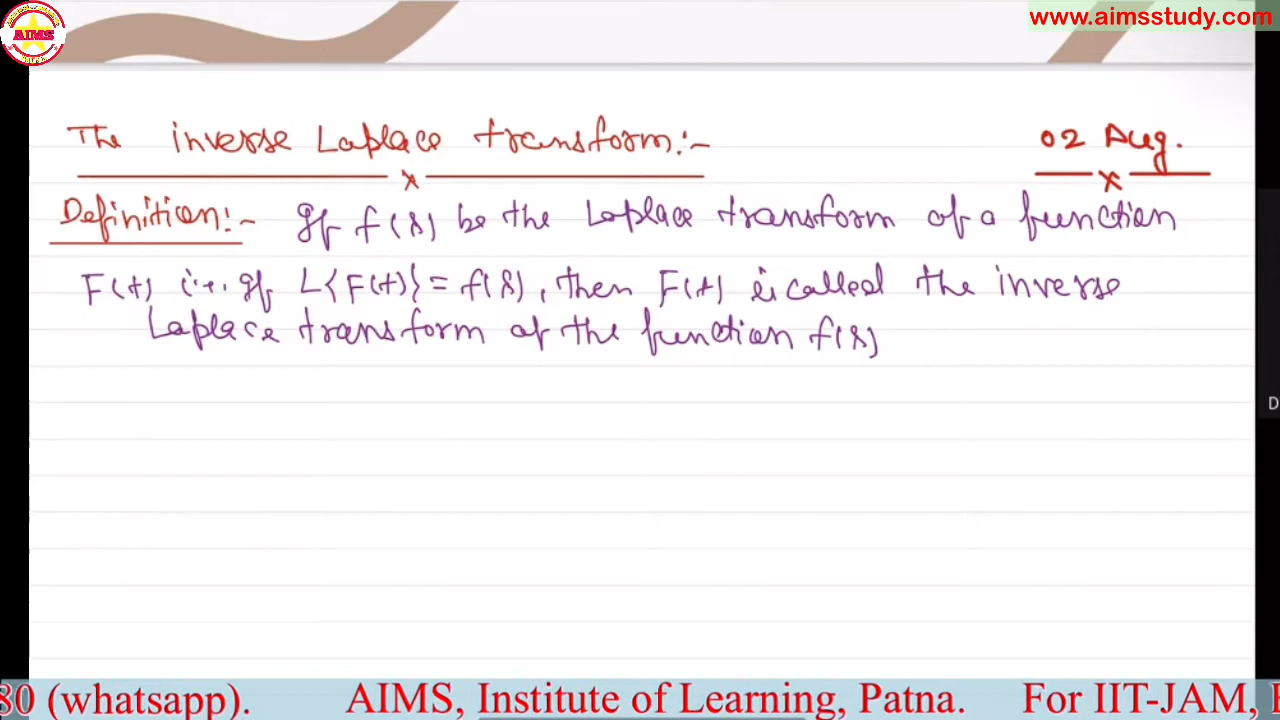 AIMS
www.aimsstudy.com
The inverse Laplace transform:-
02 Aug.
Definition:- If f(s) be the Laplace transform of a function
F(t) i.e. if L{F(t)} = f(s), then F(t) is called the inverse
Laplace transform of the function f(s)
D
80 (whatsapp). AIMS, Institute of Learning, Patna. For IIT-JAM,